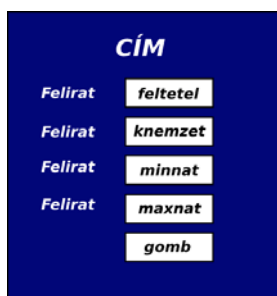 CÍM
Felirat feltetel
Felirat knemzet
Felirat minnat
Felirat maxnat
gomb